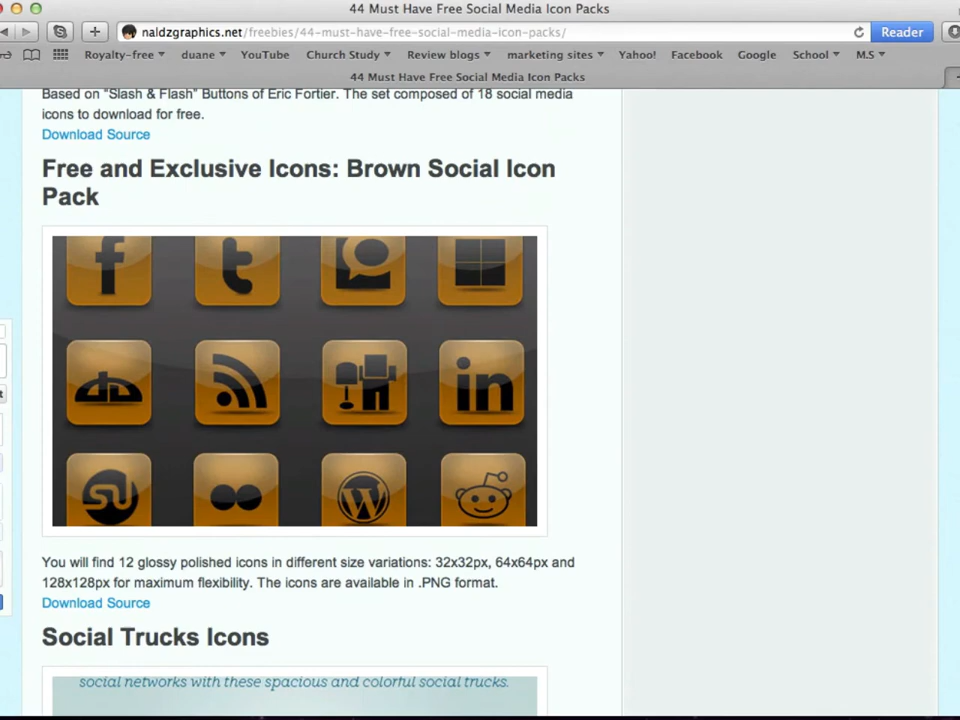 44 Must Have Free Social Media Icon Packs
naldzgraphics.net/freebies/44-must-have-free-social-media-icon-packs/
Reader
Royalty-free duane YouTube Church Study Review blogs marketing sites Yahoo! Facebook Google School M.S
44 Must Have Free Social Media Icon Packs
Based on "Slash & Flash" Buttons of Eric Fortier. The set composed of 18 social media
icons to download for free.
Download Source
Free and Exclusive Icons: Brown Social Icon
Pack
You will find 12 glossy polished icons in different size variations: 32x32px, 64x64px and
128x128px for maximum flexibility. The icons are available in .PNG format.
Download Source
Social Trucks Icons
social networks with these spacious and colorful social trucks.